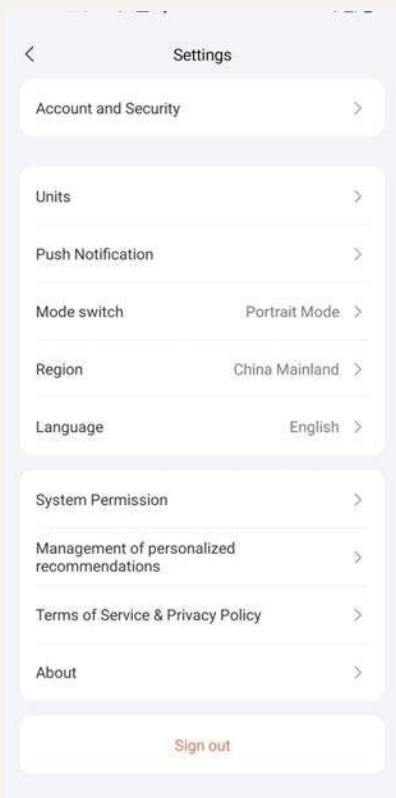 Settings
Account and Security
Units
Push Notification
Mode switch Portrait Mode
Region China Mainland
Language English
System Permission
Management of personalized
recommendations
Terms of Service & Privacy Policy
About
Sign out